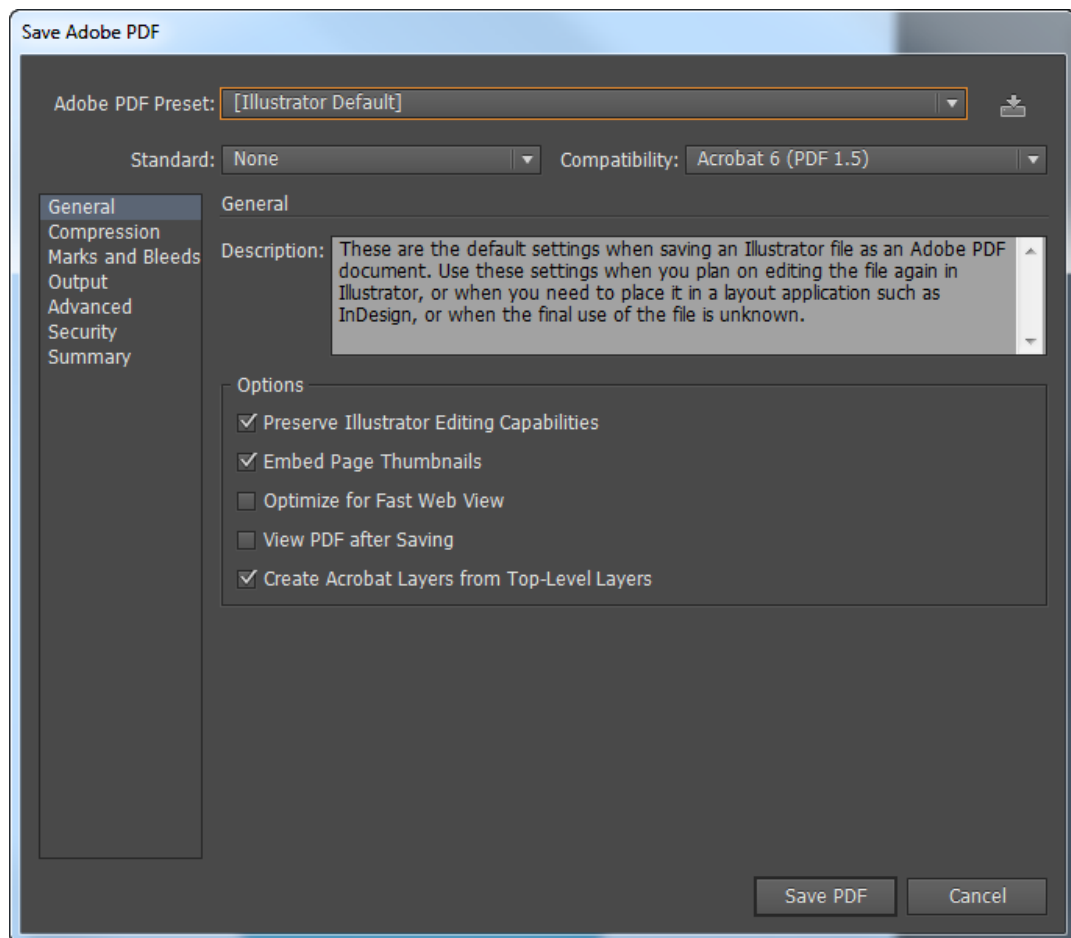 Save Adobe PDF
Adobe PDF Preset: [Illustrator Default]
Standard: None Compatibility: Acrobat 6 (PDF 1.5)
General
Compression
Marks and Bleeds
Output
Advanced
Security
Summary
General
Description: These are the default settings when saving an Illustrator file as an Adobe PDF
document. Use these settings when you plan on editing the file again in
Illustrator, or when you need to place it in a layout application such as
InDesign, or when the final use of the file is unknown.
Options
Preserve Illustrator Editing Capabilities
Embed Page Thumbnails
Optimize for Fast Web View
View PDF after Saving
Create Acrobat Layers from Top-Level Layers
Save PDF Cancel